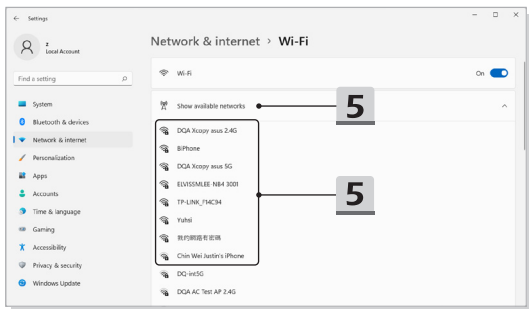 Settings
z
Local Account
Find a setting
System
Bluetooth & devices
Network & internet
Personalization
Apps
Accounts
Time & language
Gaming
Accessibility
Privacy & security
Windows Update
Network & internet › Wi-Fi
Wi-Fi
On
Show available networks
5
DQA Xcopy asus 2.4G
BiPhone
DQA Xcopy asus 5G
ELVISSMLEE-NB4 3001
5
TP-LINK_F14C94
Yuhsi
我的網路有密碼
Chin Wei Justin's iPhone
DQ-int5G
DQA AC Test AP 2.4G